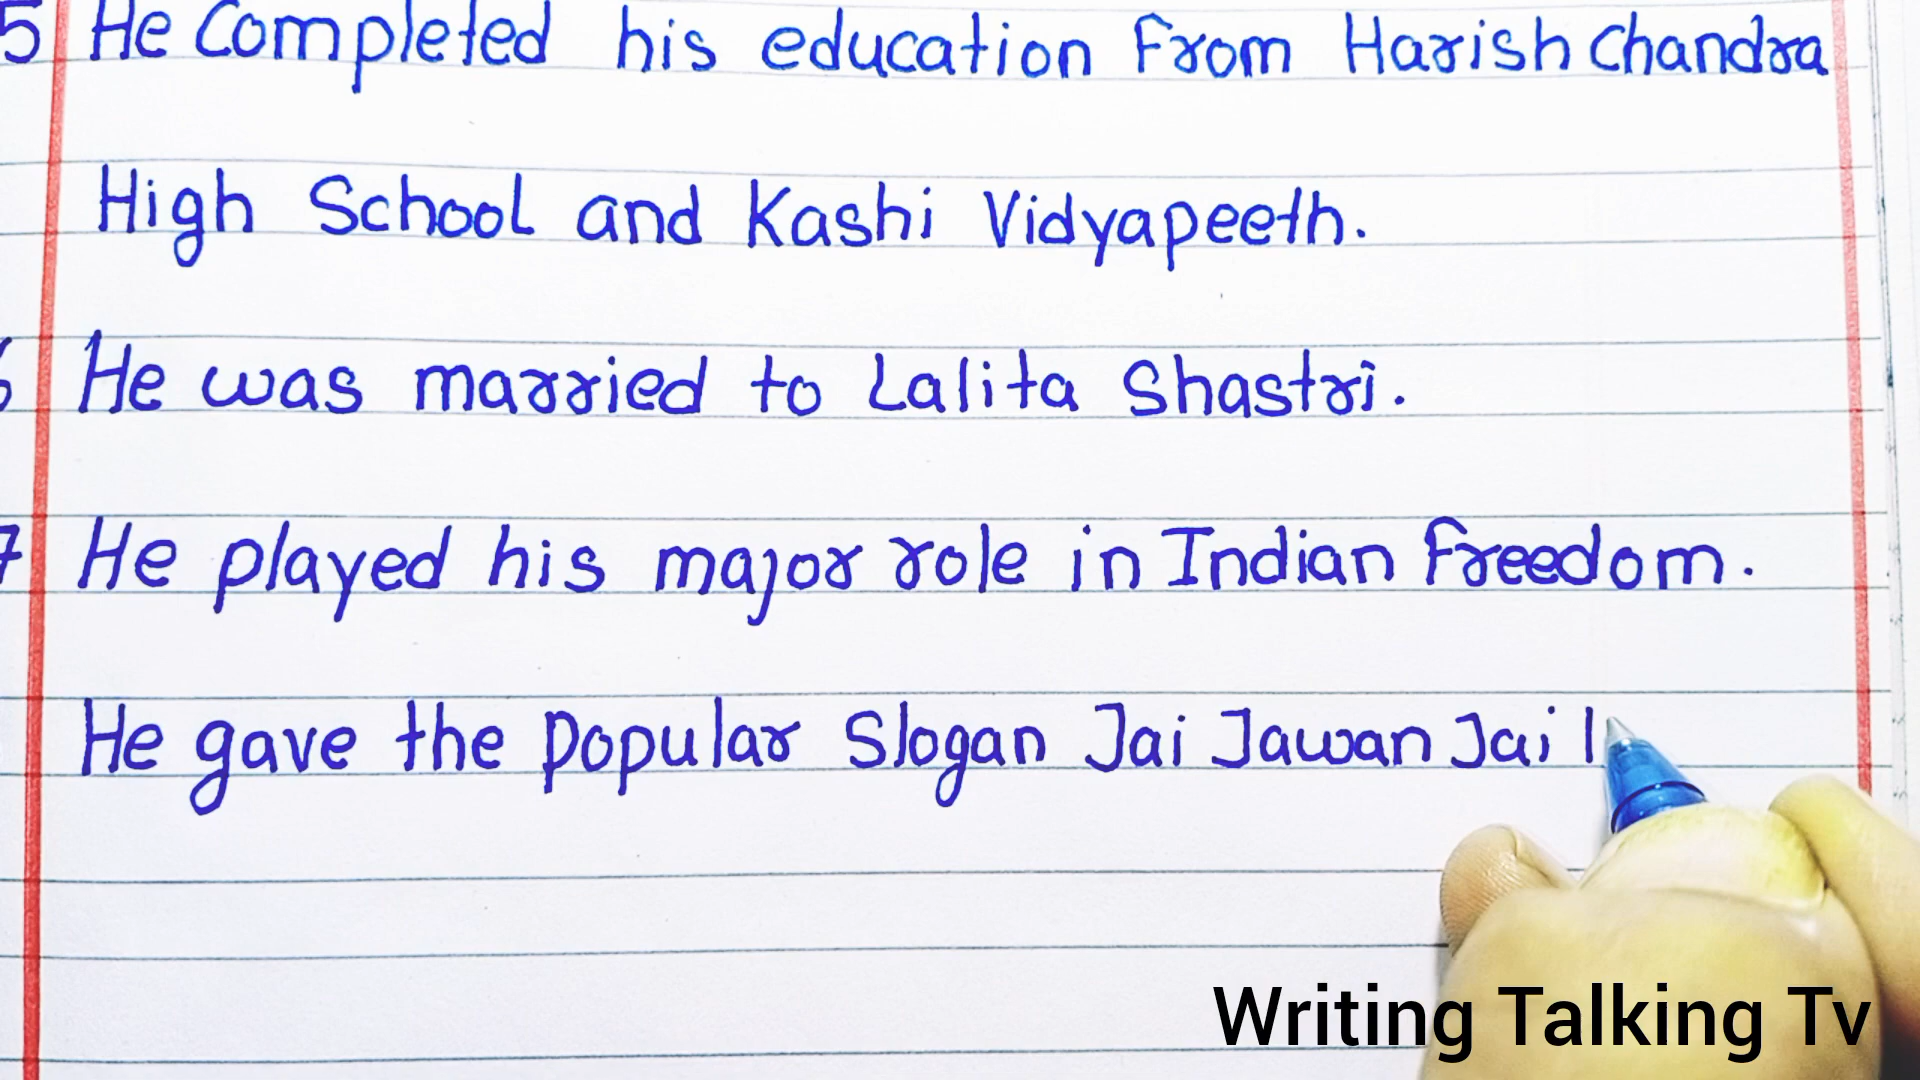 5 He Completed his education From Harish Chandra
High School and Kashi Vidyapeeth.
6 He was married to Lalita Shastri.
7 He played his major role in Indian Freedom.
He gave the Popular Slogan Jai Jawan Jai
Writing Talking Tv